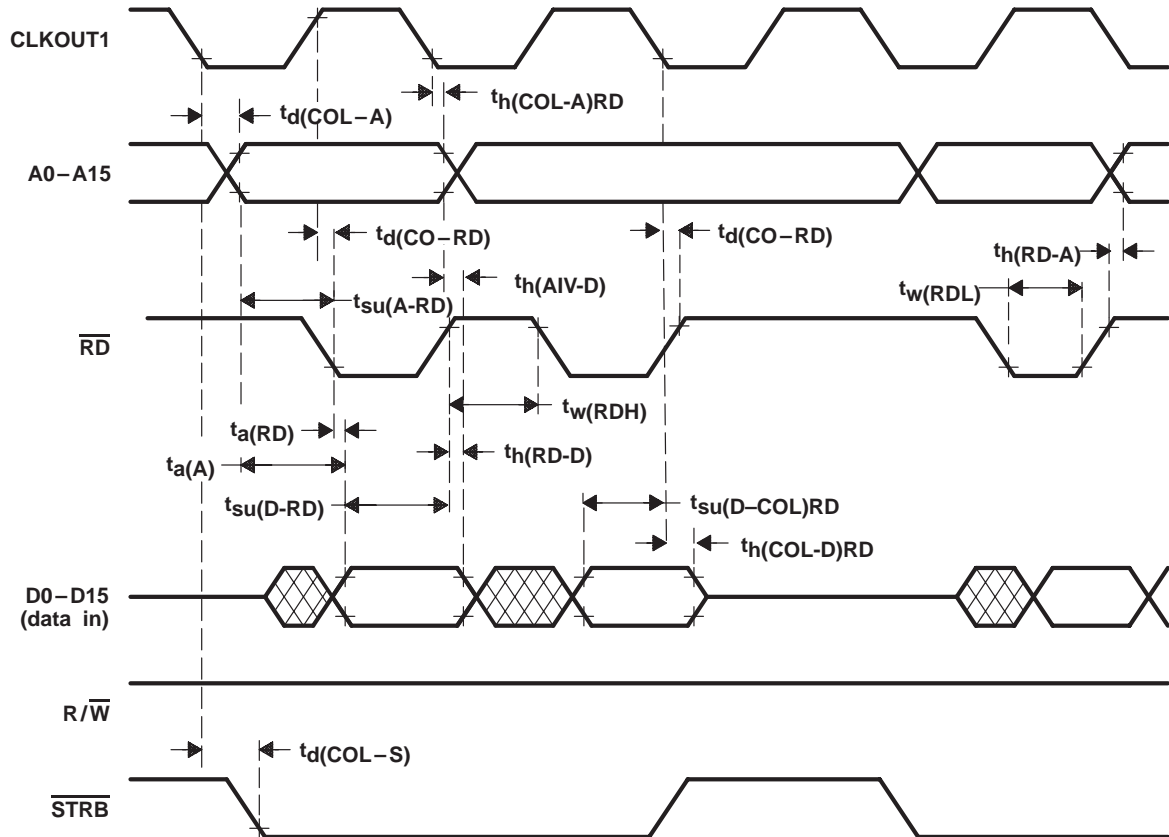 CLKOUT1
th(COL-A)RD
td(COL–A)
A0–A15
td(CO–RD)
td(CO–RD)
th(RD-A)
th(AIV-D)
tw(RDL)
tsu(A-RD)
RD
tw(RDH)
ta(RD)
th(RD-D)
ta(A)
tsu(D-RD)
tsu(D–COL)RD
th(COL-D)RD
D0–D15
(data in)
R/W
td(COL–S)
STRB